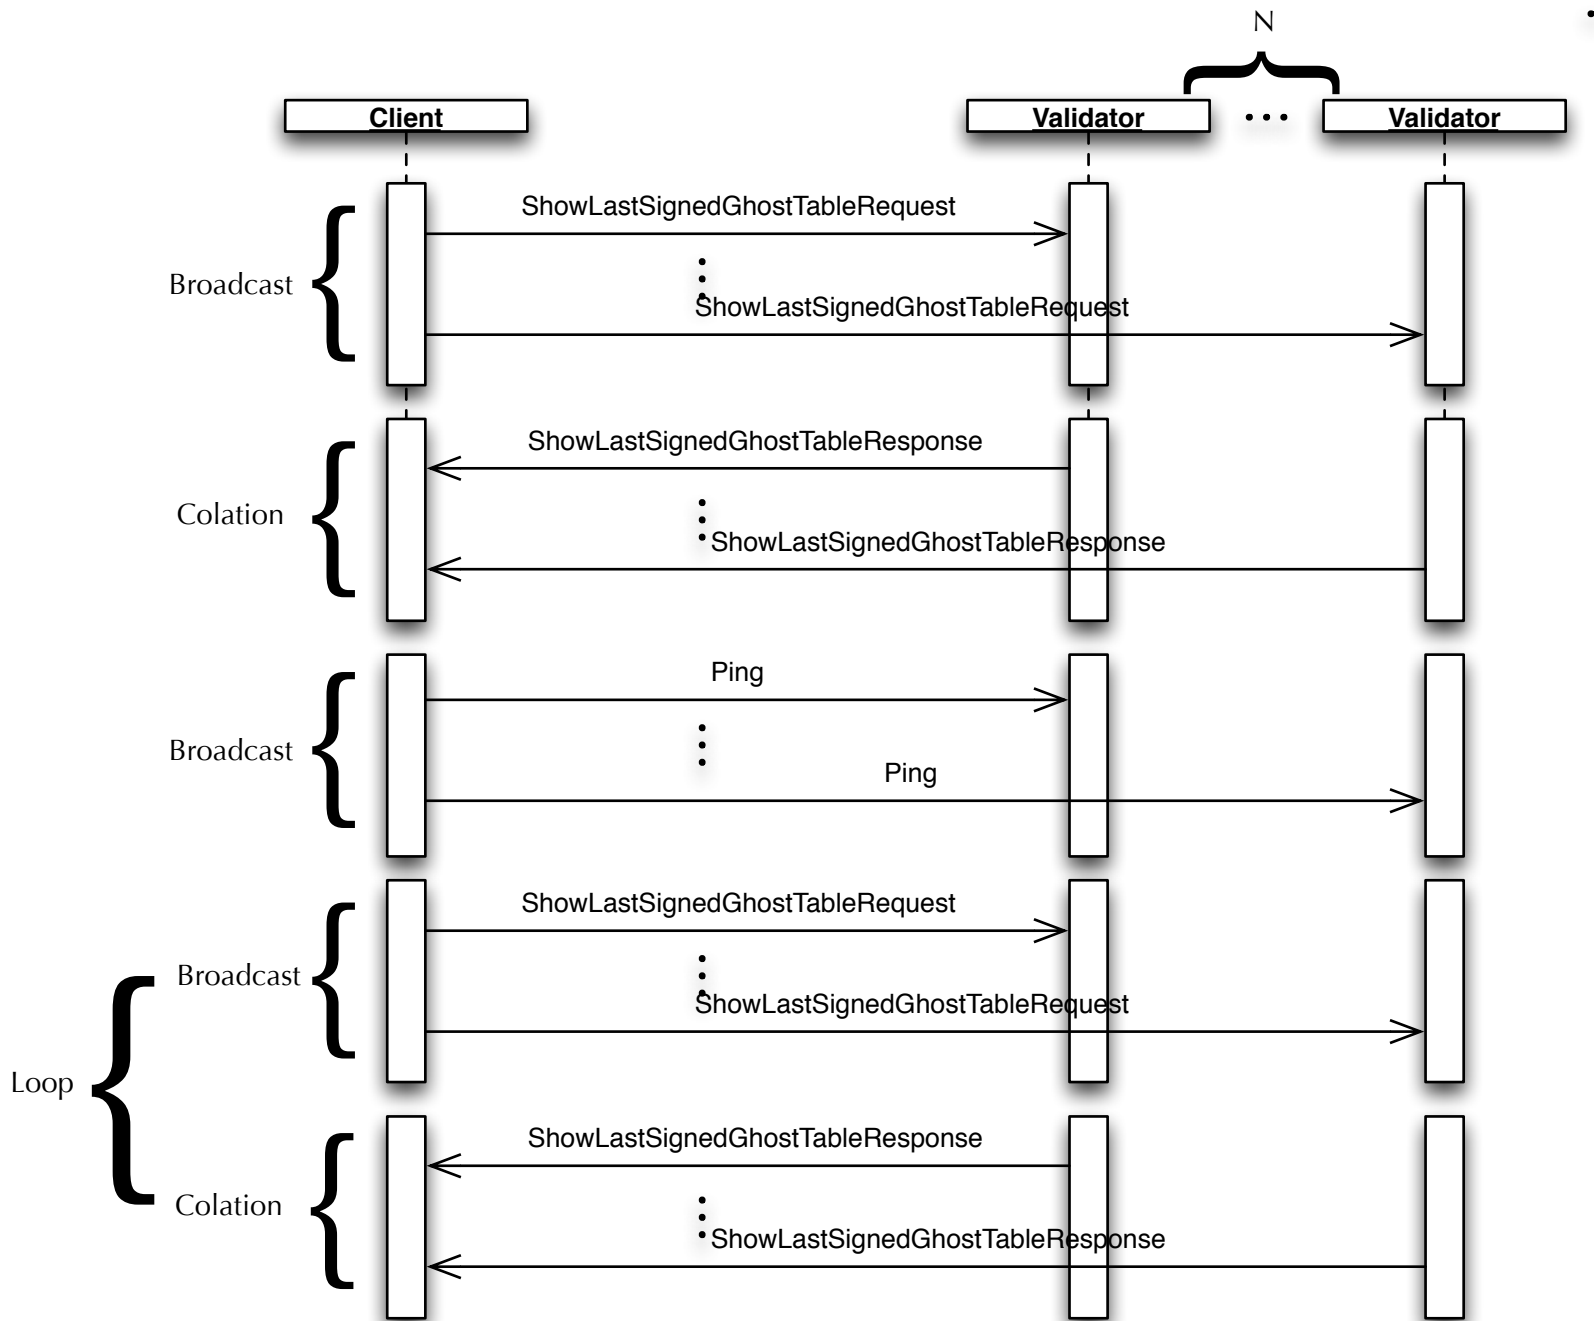 N
Client
Validator
...
Validator
ShowLastSignedGhostTableRequest
Broadcast
ShowLastSignedGhostTableRequest
ShowLastSignedGhostTableResponse
Colation
ShowLastSignedGhostTableResponse
Ping
Broadcast
Ping
ShowLastSignedGhostTableRequest
Broadcast
ShowLastSignedGhostTableRequest
Loop
ShowLastSignedGhostTableResponse
Colation
ShowLastSignedGhostTableResponse